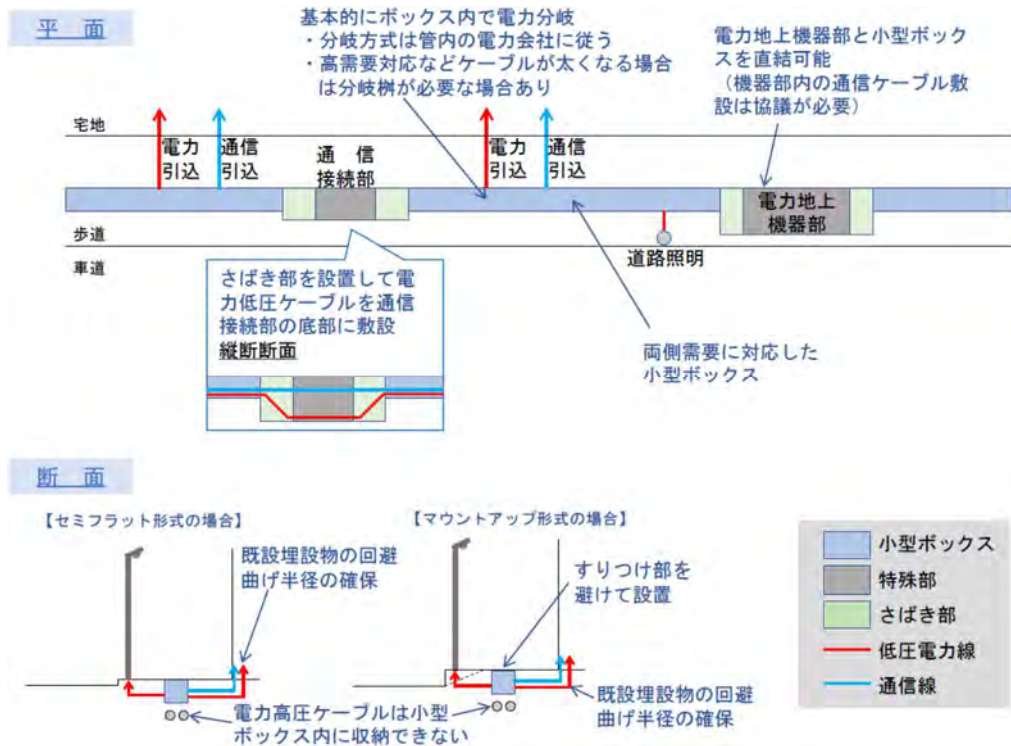 平 面
基本的にボックス内で電力分岐
・分岐方式は管内の電力会社に従う
・高需要対応などケーブルが太くなる場合
は分岐桝が必要な場合あり
電力地上機器部と小型ボック
スを直結可能
（機器部内の通信ケーブル敷
設は協議が必要）
宅地
電力
引込
通信
引込
通 信
接続部
電力
引込
通信
引込
電力地上
機器部
歩道
車道
道路照明
さばき部を設置して電
力低圧ケーブルを通信
接続部の底部に敷設
縦断断面
両側需要に対応した
小型ボックス
断 面
【セミフラット形式の場合】
既設埋設物の回避
曲げ半径の確保
【マウントアップ形式の場合】
すりつけ部を
避けて設置
既設埋設物の回避
曲げ半径の確保
電力高圧ケーブルは小型
ボックス内に収納できない
小型ボックス
特殊部
さばき部
低圧電力線
通信線